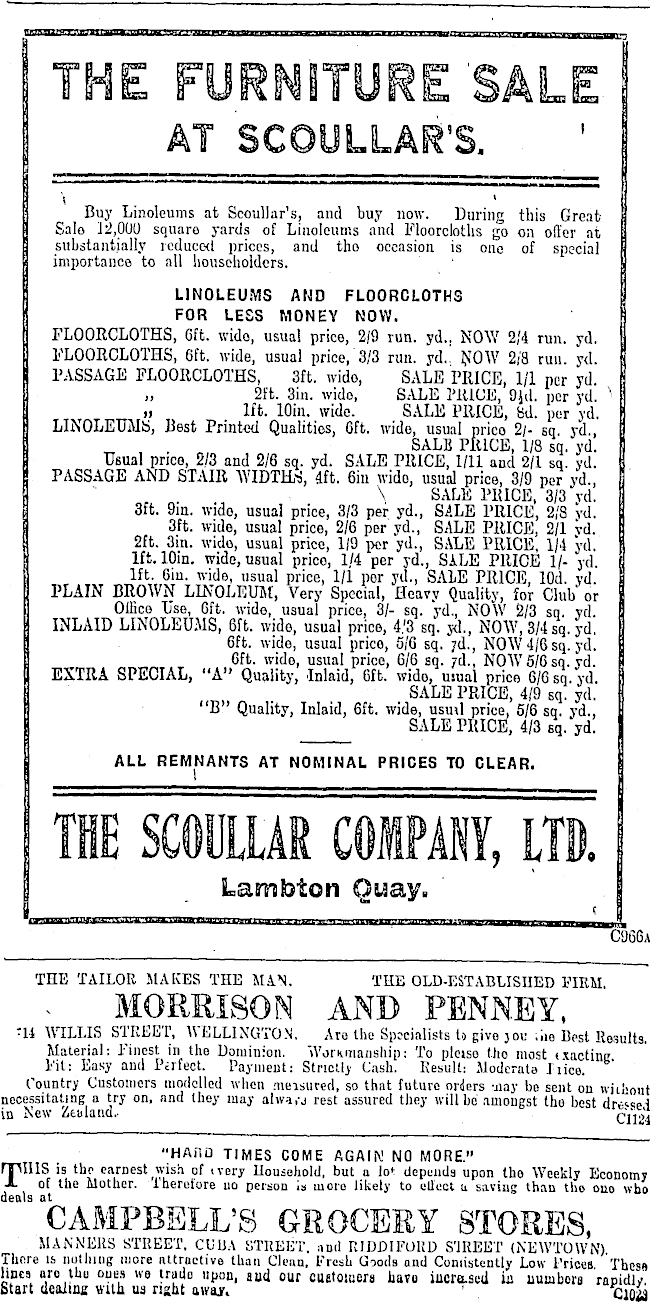 THE FURNITURE SALE
AT SCOULLAR'S.
Buy Linoleums at Scoullar's, and buy now. During this Great
Sale 12,000 square yards of Linoleums and Floorcloths go on offer at
substantially reduced prices, and the occasion is one of special
importance to all householders.
LINOLEUMS AND FLOORCLOTHS
FOR LESS MONEY NOW.
FLOORCLOTHS, 6ft. wide, usual price, 2/9 run. yd., NOW 2/4 run. yd.
FLOORCLOTHS, 6ft. wide, usual price, 3/3 run. yd., NOW 2/8 run. yd.
PASSAGE FLOORCLOTHS, 3ft. wide, SALE PRICE, 1/1 per yd.
„ 2ft. 3in. wide, SALE PRICE, 9½d. per yd.
„ 1ft. 10in. wide. SALE PRICE, 8d. per yd.
LINOLEUMS, Best Printed Qualities, 6ft. wide, usual price 2/- sq. yd.,
SALE PRICE, 1/8 sq. yd.
Usual price, 2/3 and 2/6 sq. yd. SALE PRICE, 1/11 and 2/1 sq. yd.
PASSAGE AND STAIR WIDTHS, 4ft. 6in wide, usual price, 3/9 per yd.,
SALE PRICE, 3/3 yd.
3ft. 9in. wide, usual price, 3/3 per yd., SALE PRICE, 2/8 yd.
3ft. wide, usual price, 2/6 per yd., SALE PRICE, 2/1 yd.
2ft. 3in. wide, usual price, 1/9 per yd., SALE PRICE, 1/4 yd.
1ft. 10in. wide, usual price, 1/4 per yd., SALE PRICE 1/- yd.
1ft. 6in. wide, usual price, 1/1 per yd., SALE PRICE, 10d. yd.
PLAIN BROWN LINOLEUM, Very Special, Heavy Quality, for Club or
Office Use, 6ft. wide, usual price, 3/- sq. yd., NOW 2/3 sq. yd.
INLAID LINOLEUMS, 6ft. wide, usual price, 4/3 sq. yd., NOW, 3/4 sq. yd.
6ft. wide, usual price, 5/6 sq. yd., NOW 4/6 sq. yd.
6ft. wide, usual price, 6/6 sq. yd., NOW 5/6 sq. yd.
EXTRA SPECIAL, "A" Quality, Inlaid, 6ft. wide, usual price 6/6 sq. yd.
SALE PRICE, 4/9 sq. yd.
"B" Quality, Inlaid, 6ft. wide, usual price, 5/6 sq. yd.,
SALE PRICE, 4/3 sq. yd.
ALL REMNANTS AT NOMINAL PRICES TO CLEAR.
THE SCOULLAR COMPANY, LTD.
Lambton Quay.
C966A
THE TAILOR MAKES THE MAN. THE OLD-ESTABLISHED FIRM.
MORRISON AND PENNEY,
14 WILLIS STREET, WELLINGTON. Are the Specialists to give you the Best Results.
Material: Finest in the Dominion. Workmanship: To please the most exacting.
Fit: Easy and Perfect. Payment: Strictly Cash. Result: Moderate Price.
Country Customers modelled when measured, so that future orders may be sent on without
necessitating a try on, and they may always rest assured they will be amongst the best dressed
in New Zealand. C1124
"HARD TIMES COME AGAIN NO MORE."
THIS is the earnest wish of every Household, but a lot depends upon the Weekly Economy
of the Mother. Therefore no person is more likely to effect a saving than the one who
deals at
CAMPBELL'S GROCERY STORES,
MANNERS STREET, CUBA STREET, and RIDDIFORD STREET (NEWTOWN).
There is nothing more attractive than Clean, Fresh Goods and Consistently Low Prices. These
lines are the ones we trade upon, and our customers have increased in numbers rapidly.
Start dealing with us right away. C1023